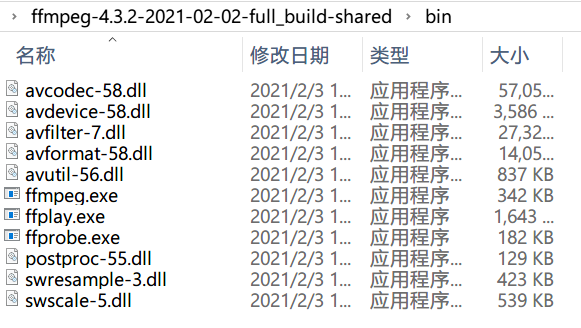 ffmpeg-4.3.2-2021-02-02-full_build-shared > bin
名称 修改日期 类型 大小
avcodec-58.dll 2021/2/3 1... 应用程序... 57,05...
avdevice-58.dll 2021/2/3 1... 应用程序... 3,586 ...
avfilter-7.dll 2021/2/3 1... 应用程序... 27,32...
avformat-58.dll 2021/2/3 1... 应用程序... 14,05...
avutil-56.dll 2021/2/3 1... 应用程序... 837 KB
ffmpeg.exe 2021/2/3 1... 应用程序 342 KB
ffplay.exe 2021/2/3 1... 应用程序 1,643 ...
ffprobe.exe 2021/2/3 1... 应用程序 182 KB
postproc-55.dll 2021/2/3 1... 应用程序... 129 KB
swresample-3.dll 2021/2/3 1... 应用程序... 423 KB
swscale-5.dll 2021/2/3 1... 应用程序... 539 KB